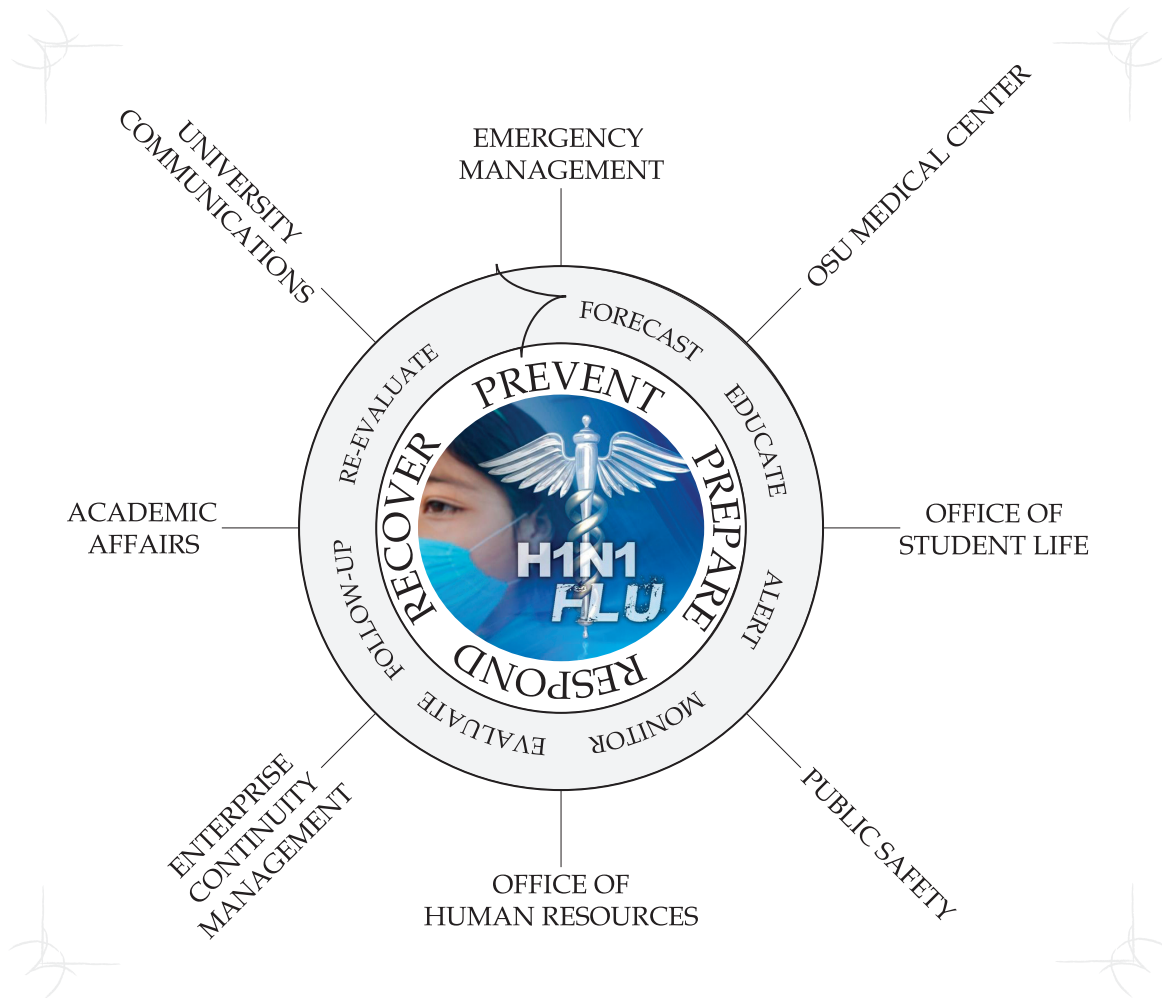 EMERGENCY
MANAGEMENT
OSU MEDICAL CENTER
OFFICE OF
STUDENT LIFE
PUBLIC SAFETY
OFFICE OF
HUMAN RESOURCES
ENTERPRISE
CONTINUITY
MANAGEMENT
ACADEMIC
AFFAIRS
UNIVERSITY
COMMUNICATIONS
FORECAST
EDUCATE
ALERT
MONITOR
EVALUATE
FOLLOW-UP
RE-EVALUATE
PREVENT
PREPARE
RESPOND
RECOVER
H1N1
FLU